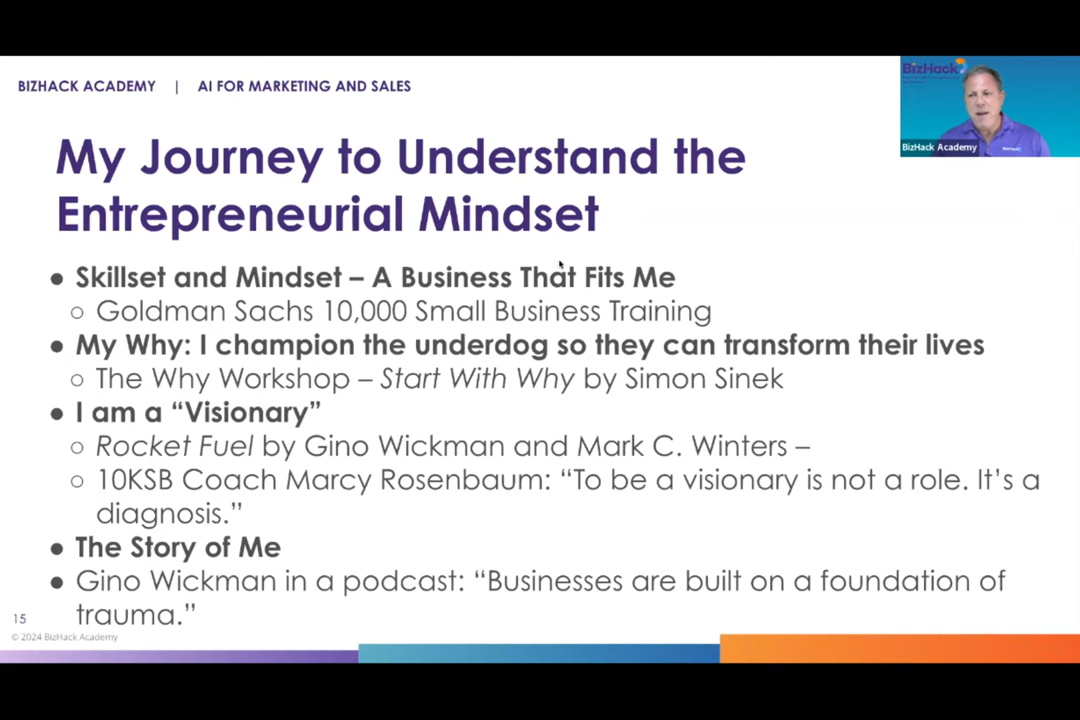 BIZHACK ACADEMY | AI FOR MARKETING AND SALES
BizHack
BizHack Academy
My Journey to Understand the
Entrepreneurial Mindset
● Skillset and Mindset – A Business That Fits Me
○ Goldman Sachs 10,000 Small Business Training
● My Why: I champion the underdog so they can transform their lives
○ The Why Workshop – Start With Why by Simon Sinek
● I am a “Visionary”
○ Rocket Fuel by Gino Wickman and Mark C. Winters –
○ 10KSB Coach Marcy Rosenbaum: “To be a visionary is not a role. It’s a
diagnosis.”
● The Story of Me
● Gino Wickman in a podcast: “Businesses are built on a foundation of
trauma.”
15
© 2024 BizHack Academy